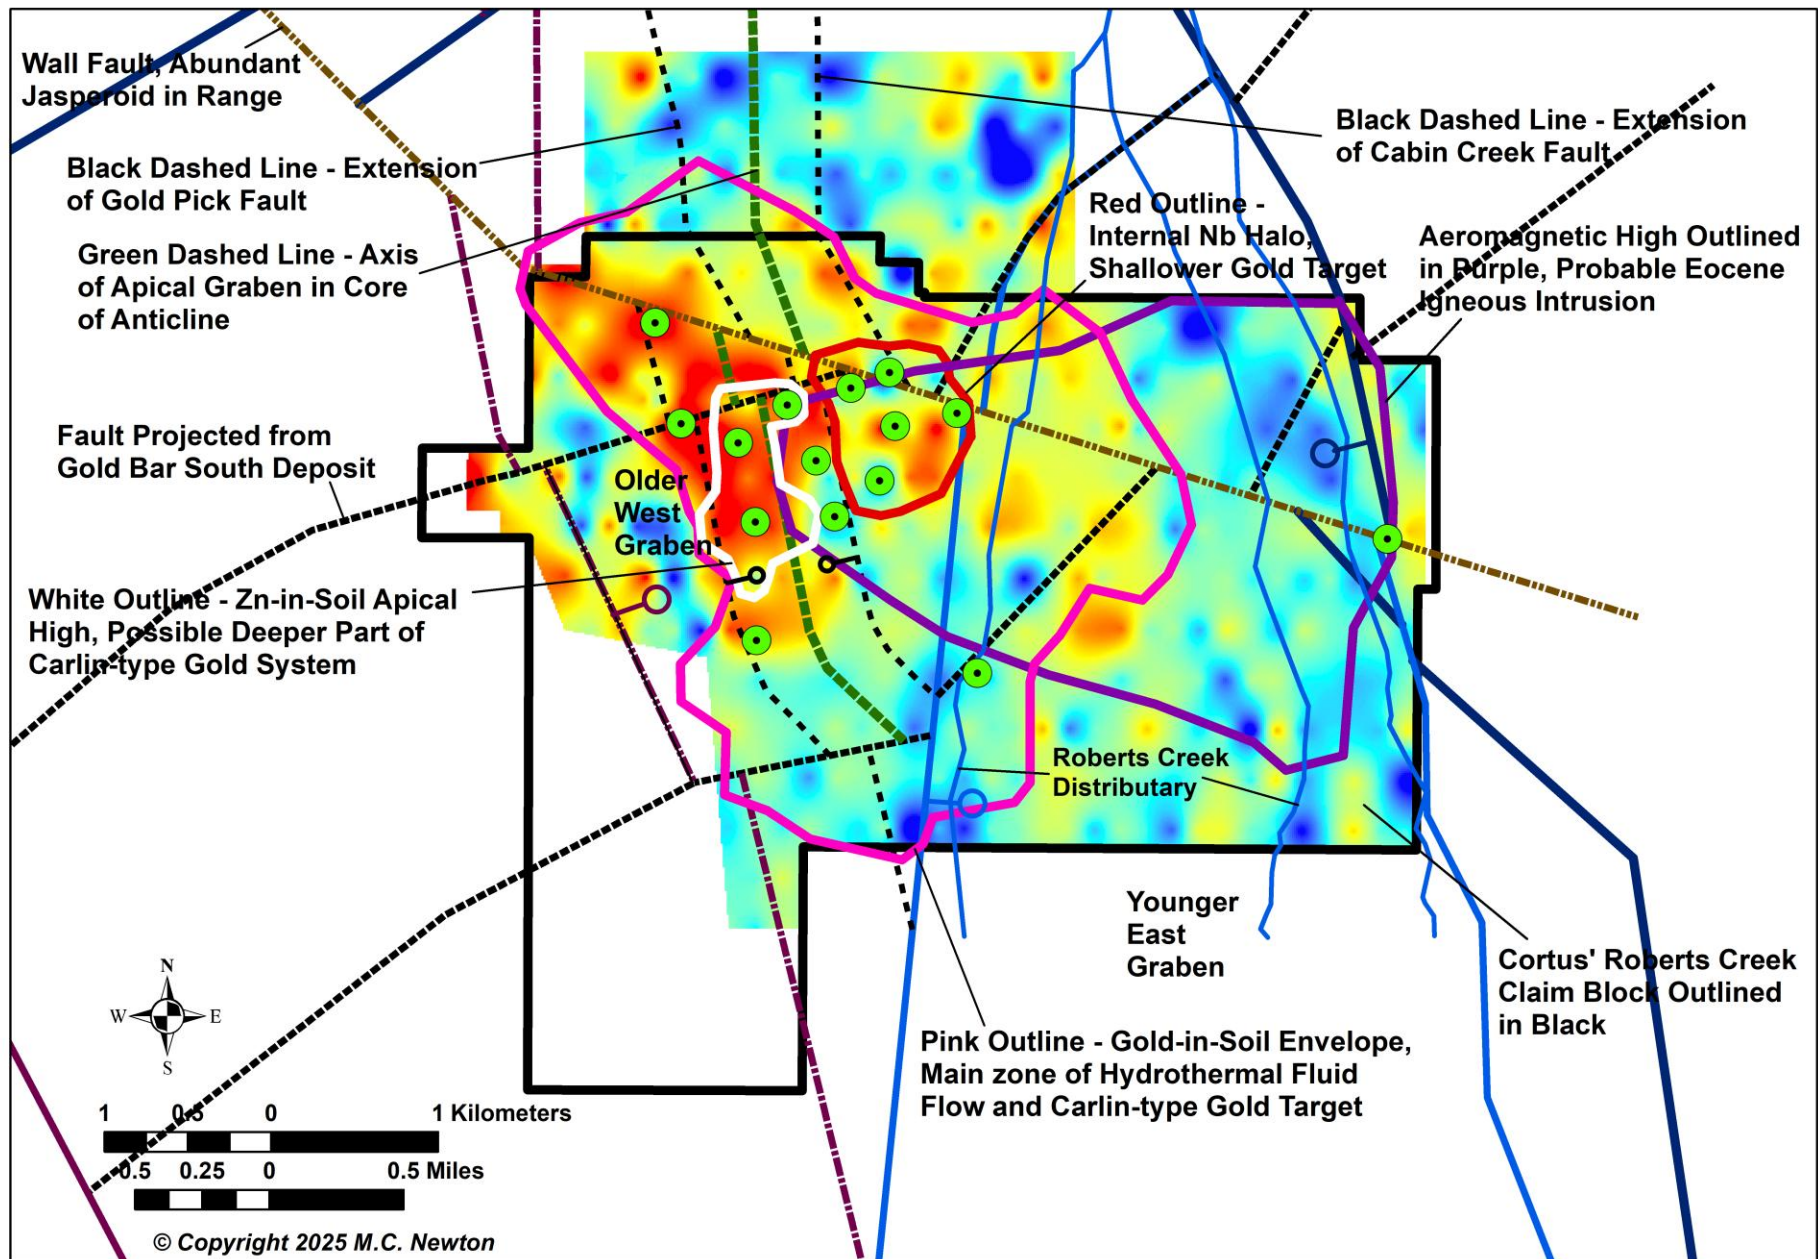 Wall Fault, Abundant
Jasperoid in Range
Black Dashed Line - Extension
of Gold Pick Fault
Green Dashed Line - Axis
of Apical Graben in Core
of Anticline
Fault Projected from
Gold Bar South Deposit
White Outline - Zn-in-Soil Apical
High, Possible Deeper Part of
Carlin-type Gold System
Older
West
Graben
Black Dashed Line - Extension
of Cabin Creek Fault
Red Outline -
Internal Nb Halo,
Shallower Gold Target
Aeromagnetic High Outlined
in Purple, Probable Eocene
Igneous Intrusion
Roberts Creek
Distributary
Younger
East
Graben
Cortus' Roberts Creek
Claim Block Outlined
in Black
Pink Outline - Gold-in-Soil Envelope,
Main zone of Hydrothermal Fluid
Flow and Carlin-type Gold Target
N
W E
S
1 0.5 0 1 Kilometers
0.5 0.25 0 0.5 Miles
© Copyright 2025 M.C. Newton